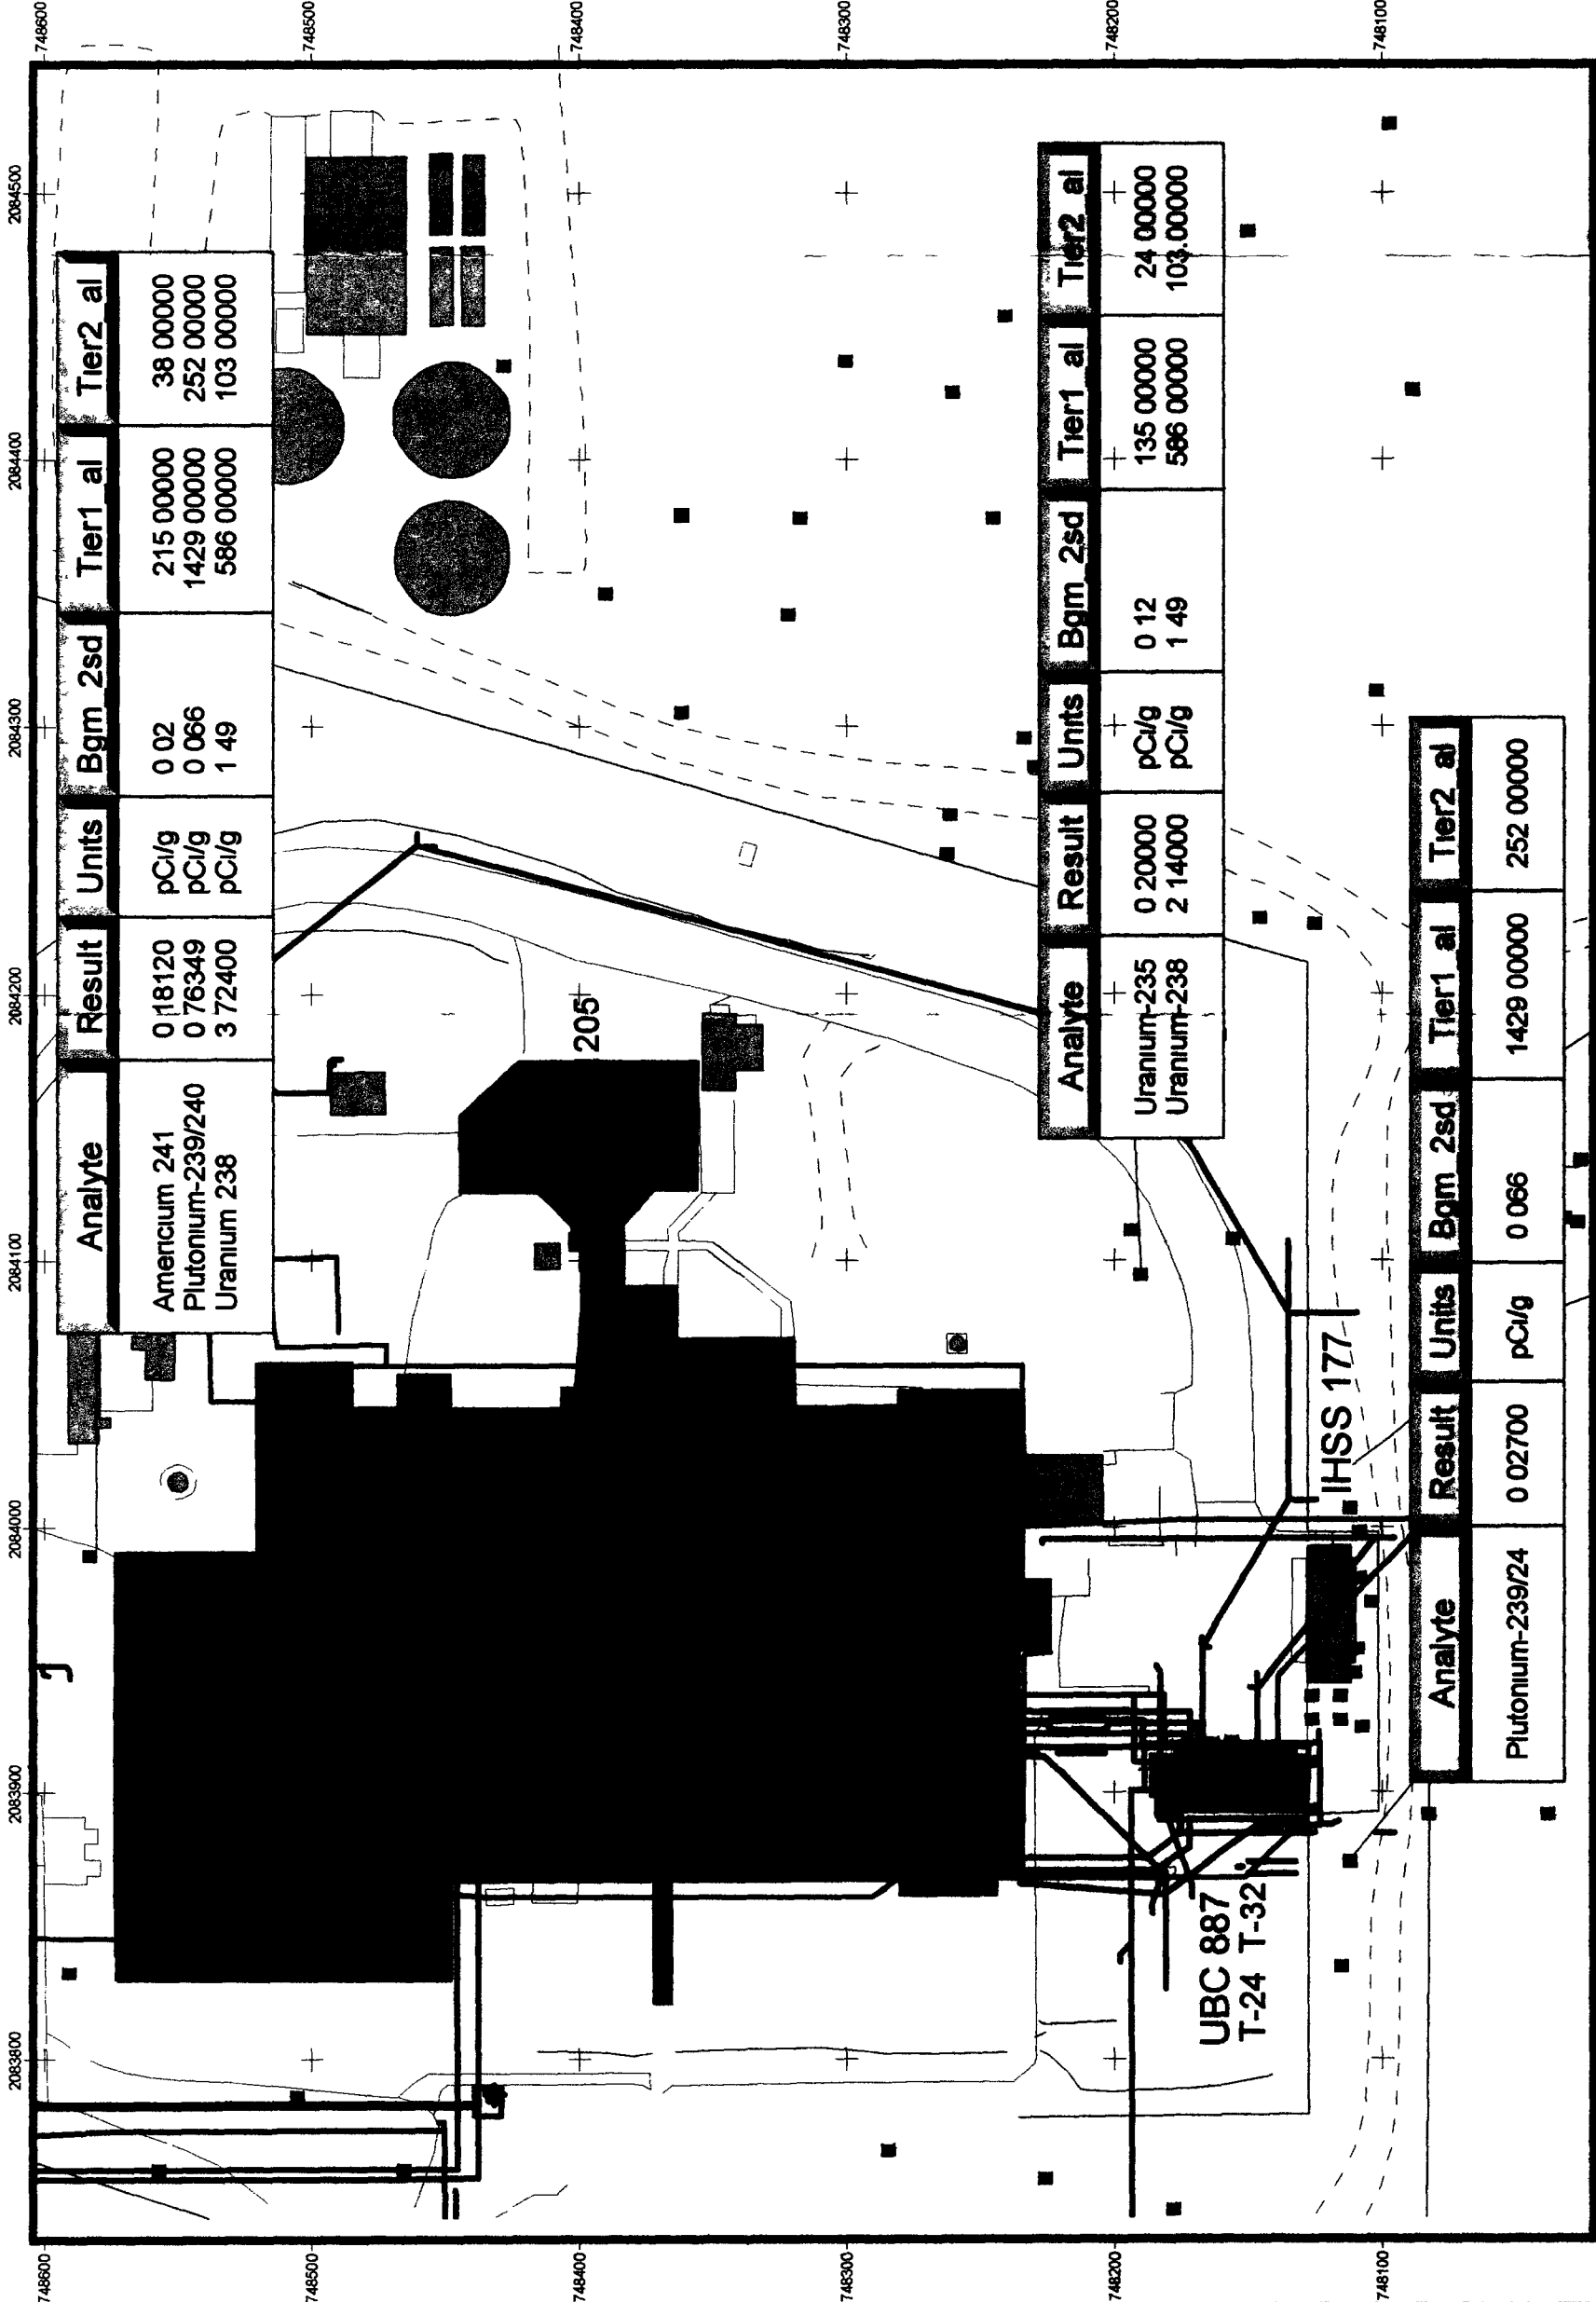 2083800 2083900 2084000 2084100 2084200 2084300 2084400 2084500
748600 748600
Analyte Result Units Bgm 2sd Tier1 al Tier2 al
Americium 241 0 18120 pCi/g 0 02 215 00000 38 00000
Plutonium-239/240 0 76349 pCi/g 0 066 1429 00000 252 00000
Uranium 238 3 72400 pCi/g 1 49 586 00000 103 00000
748500 748500
748400 748400
205
748300 748300
Analyte Result Units Bgm 2sd Tier1 al Tier2 al
Uranium-235 0 20000 pCi/g 0 12 135 00000 24 00000
Uranium-238 2 14000 pCi/g 1 49 586 00000 103.00000
748200 748200
UBC 887
T-24 T-32
IHSS 177
748100 748100
Analyte Result Units Bgm 2sd Tier1 al Tier2 al
Plutonium-239/24 0 02700 pCi/g 0 066 1429 00000 252 00000